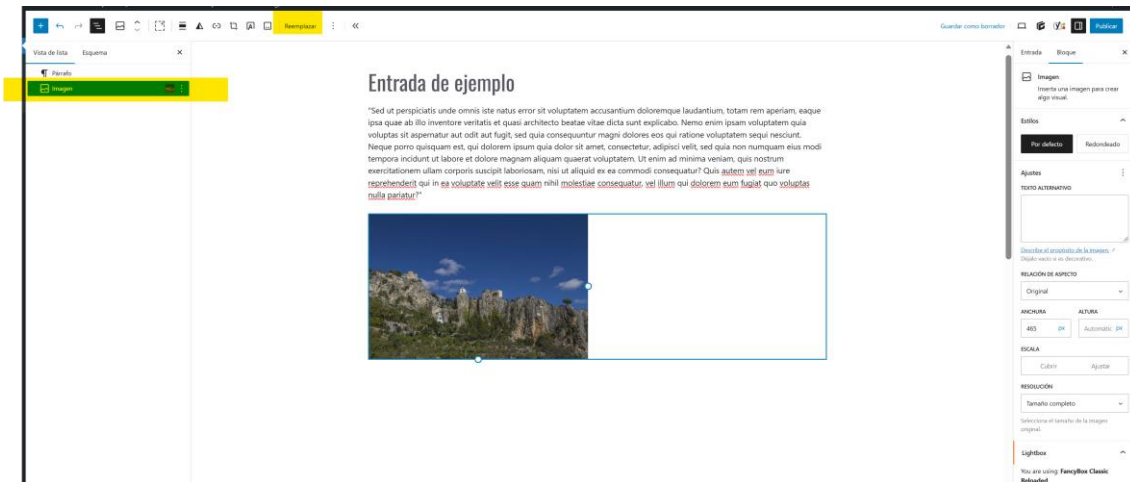 Reemplazar
Guardar como borrador
Publicar
Vista de lista
Esquema
Párrafo
Imagen
Entrada de ejemplo
"Sed ut perspiciatis unde omnis iste natus error sit voluptatem accusantium doloremque laudantium, totam rem aperiam, eaque
ipsa quae ab illo inventore veritatis et quasi architecto beatae vitae dicta sunt explicabo. Nemo enim ipsam voluptatem quia
voluptas sit aspernatur aut odit aut fugit, sed quia consequuntur magni dolores eos qui ratione voluptatem sequi nesciunt.
Neque porro quisquam est, qui dolorem ipsum quia dolor sit amet, consectetur, adipisci velit, sed quia non numquam eius modi
tempora incidunt ut labore et dolore magnam aliquam quaerat voluptatem. Ut enim ad minima veniam, quis nostrum
exercitationem ullam corporis suscipit laboriosam, nisi ut aliquid ex ea commodi consequatur? Quis autem vel eum iure
reprehenderit qui in ea voluptate velit esse quam nihil molestiae consequatur, vel illum qui dolorem eum fugiat quo voluptas
nulla pariatur?"
Entrada
Bloque
Imagen
Inserta una imagen para crear
algo visual.
Estilos
Por defecto
Redondeado
Ajustes
TEXTO ALTERNATIVO
Describe el propósito de la imagen.
Déjalo vacío si es decorativo.
RELACIÓN DE ASPECTO
Original
ANCHURA
ALTURA
465 px
Automátic px
ESCALA
Cubrir
Ajustar
RESOLUCIÓN
Tamaño completo
Selecciona el tamaño de la imagen
original.
Lightbox
You are using: FancyBox Classic
Reloaded